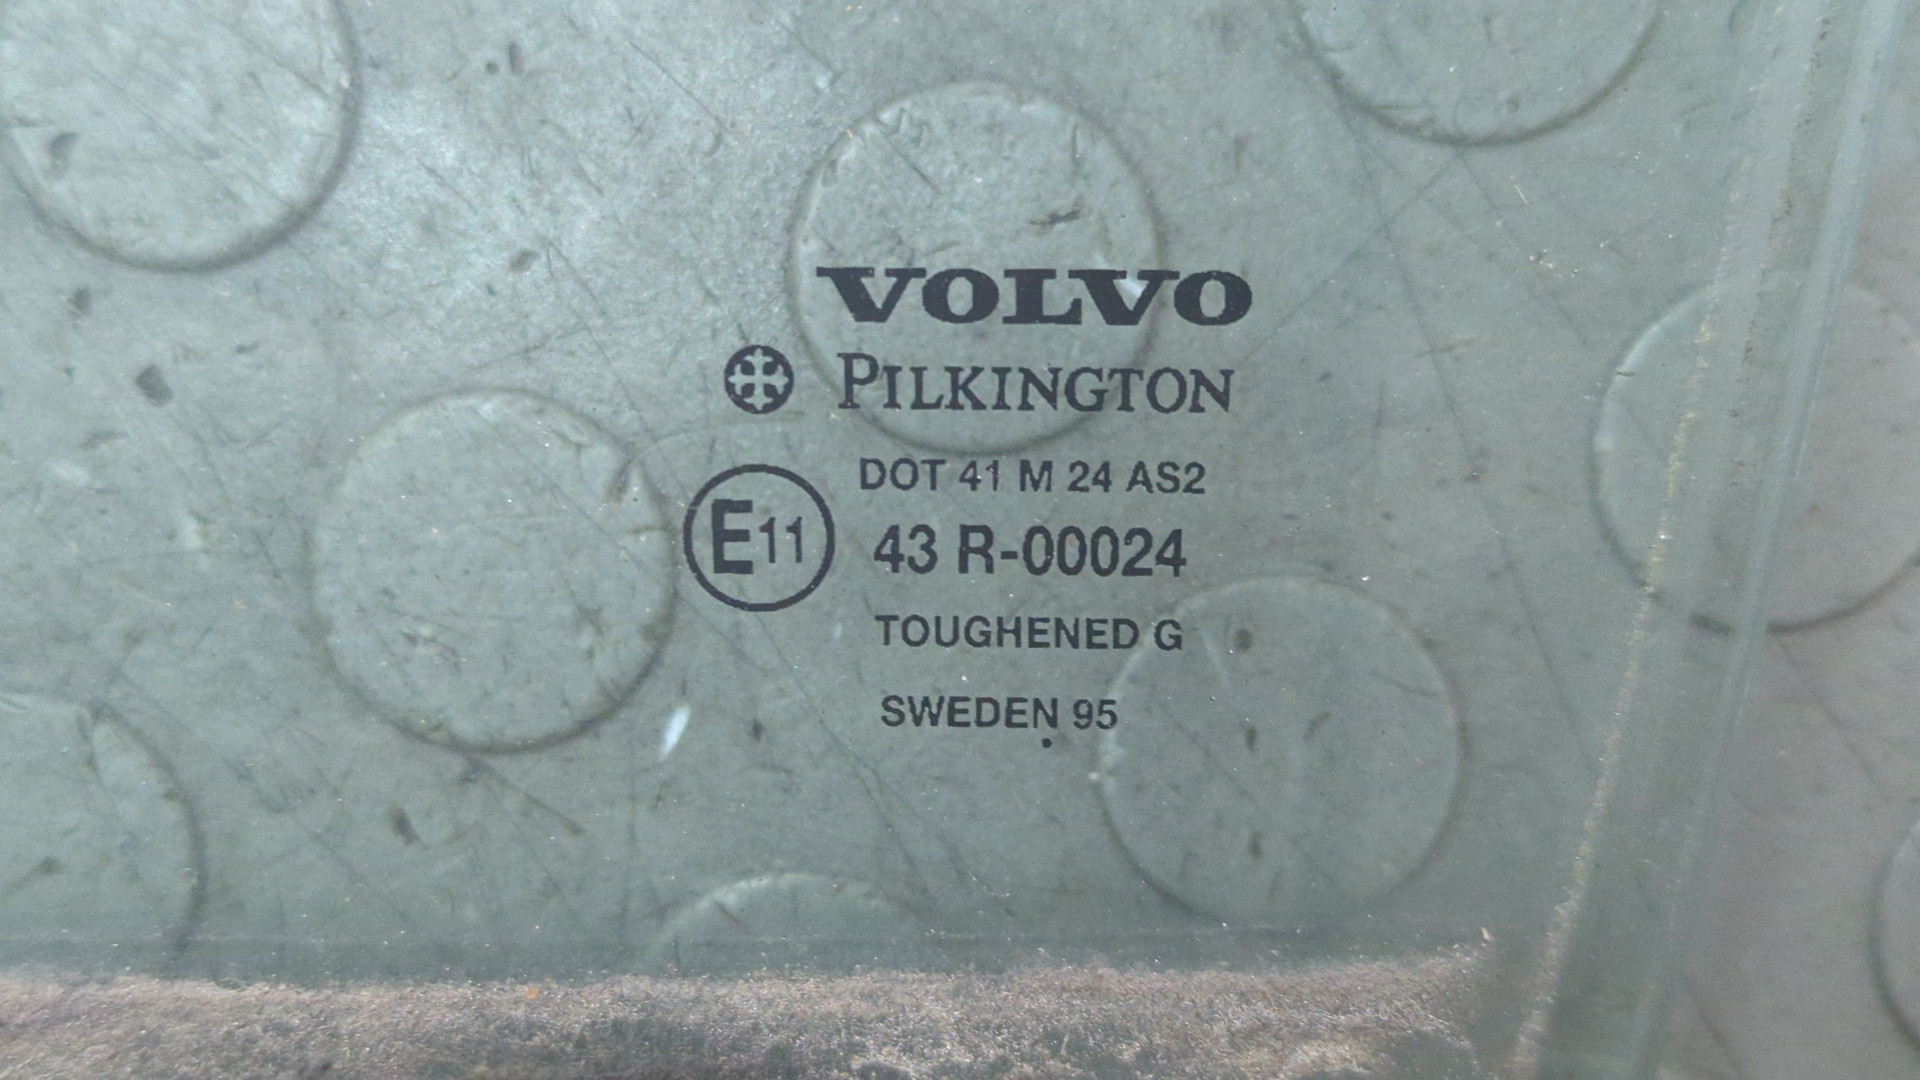 VOLVO
PILKINGTON
DOT 41 M 24 AS2
E11 43 R-00024
TOUGHENED G
SWEDEN 95